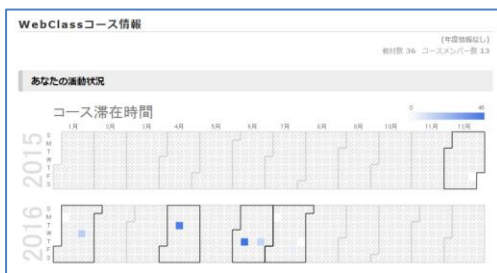 WebClassコース情報
(年度情報なし)
教材数 36 コースメンバー数 13
あなたの活動状況
コース滞在時間
0 46
1月 2月 3月 4月 5月 6月 7月 8月 9月 10月 11月 12月
2015
S
M
T
W
T
F
S
2016
S
M
T
W
T
F
S